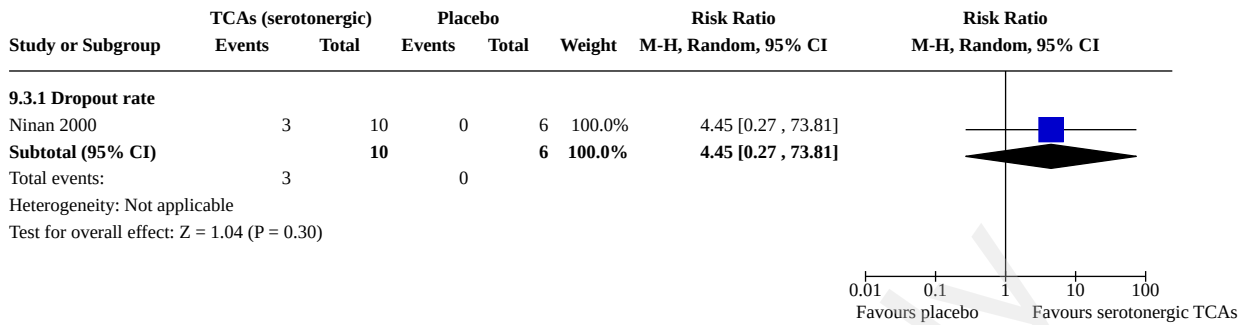 TCAs (serotonergic) Placebo Risk Ratio Risk Ratio
Study or Subgroup Events Total Events Total Weight M-H, Random, 95% CI M-H, Random, 95% CI
9.3.1 Dropout rate
Ninan 2000 3 10 0 6 100.0% 4.45 [0.27 , 73.81]
Subtotal (95% CI) 10 6 100.0% 4.45 [0.27 , 73.81]
Total events: 3 0
Heterogeneity: Not applicable
Test for overall effect: Z = 1.04 (P = 0.30)
0.01 0.1 1 10 100
Favours placebo Favours serotonergic TCAs